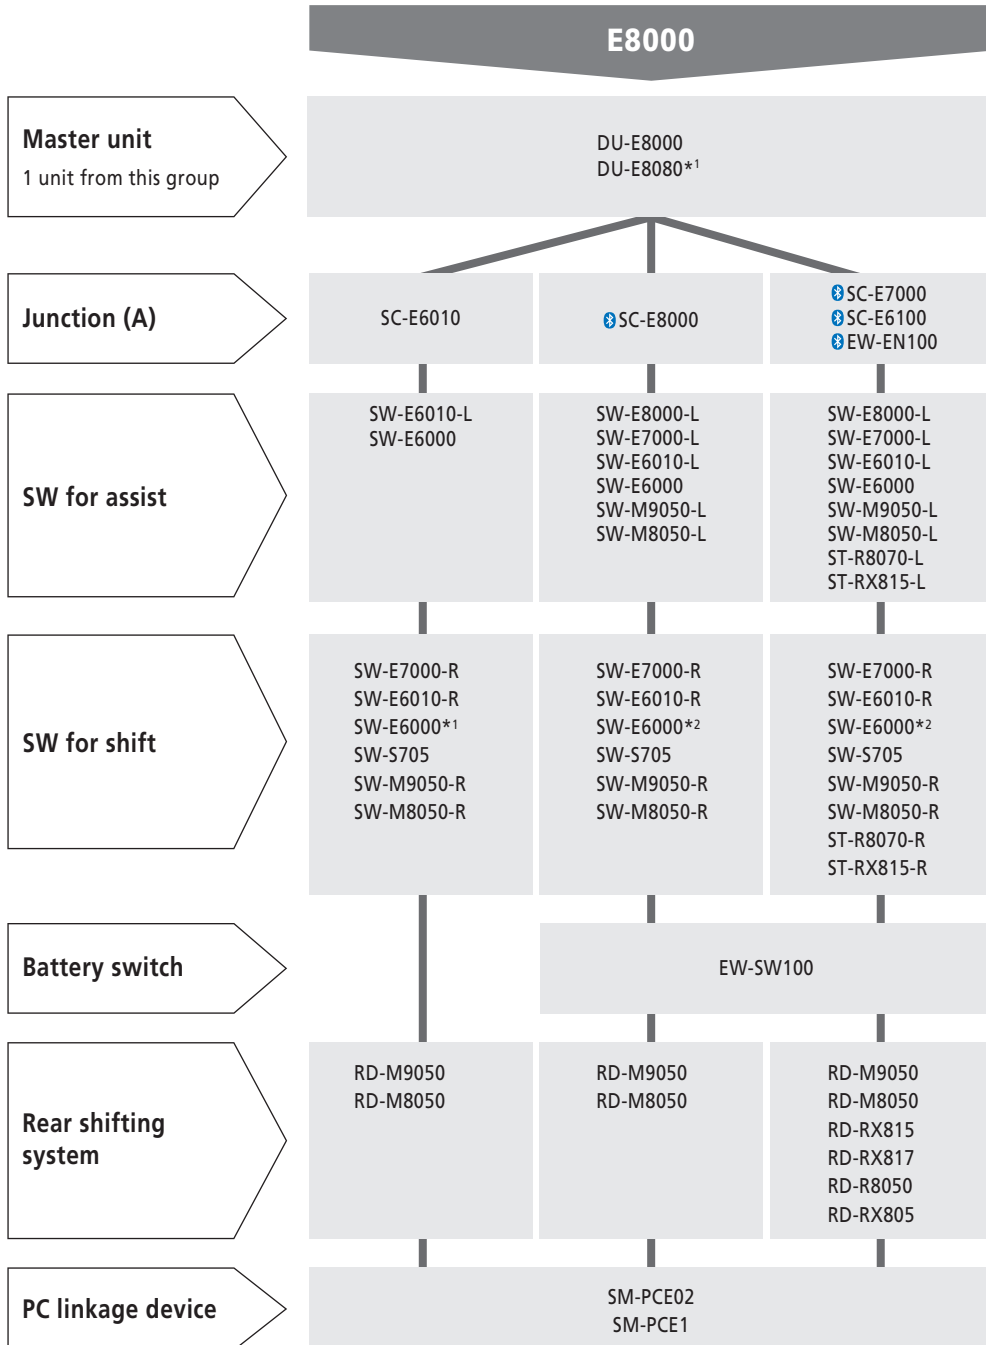 E8000
Master unit
1 unit from this group
DU-E8000
DU-E8080*1
Junction (A)
SC-E6010
SC-E8000
SC-E7000
SC-E6100
EW-EN100
SW for assist
SW-E6010-L
SW-E6000
SW-E8000-L
SW-E7000-L
SW-E6010-L
SW-E6000
SW-M9050-L
SW-M8050-L
SW-E8000-L
SW-E7000-L
SW-E6010-L
SW-E6000
SW-M9050-L
SW-M8050-L
ST-R8070-L
ST-RX815-L
SW for shift
SW-E7000-R
SW-E6010-R
SW-E6000*1
SW-S705
SW-M9050-R
SW-M8050-R
SW-E7000-R
SW-E6010-R
SW-E6000*2
SW-S705
SW-M9050-R
SW-M8050-R
SW-E7000-R
SW-E6010-R
SW-E6000*2
SW-S705
SW-M9050-R
SW-M8050-R
ST-R8070-R
ST-RX815-R
Battery switch
EW-SW100
Rear shifting
system
RD-M9050
RD-M8050
RD-M9050
RD-M8050
RD-M9050
RD-M8050
RD-RX815
RD-RX817
RD-R8050
RD-RX805
PC linkage device
SM-PCE02
SM-PCE1